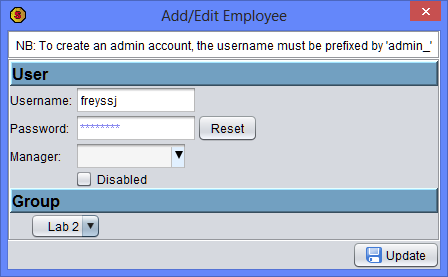 Add/Edit Employee
NB: To create an admin account, the username must be prefixed by 'admin_'
User
Username: freyssj
Password: ******** Reset
Manager:
Disabled
Group
Lab 2
Update